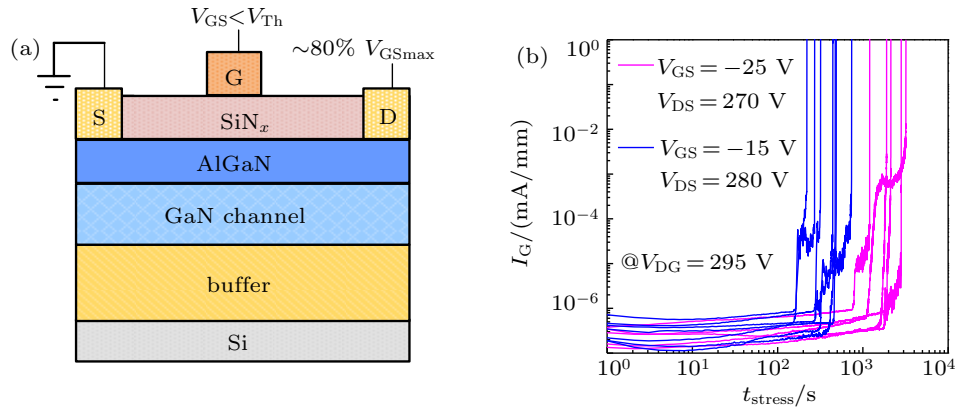 (a)
V_GS<V_Th
~80% V_GSmax
G
S
D
SiN_x
AlGaN
GaN channel
buffer
Si
(b)
I_G/(mA/mm)
10^0
10^-2
10^-4
10^-6
V_GS=-25 V
V_DS=270 V
V_GS=-15 V
V_DS=280 V
@V_DG=295 V
10^0 10^1 10^2 10^3 10^4
t_stress/s